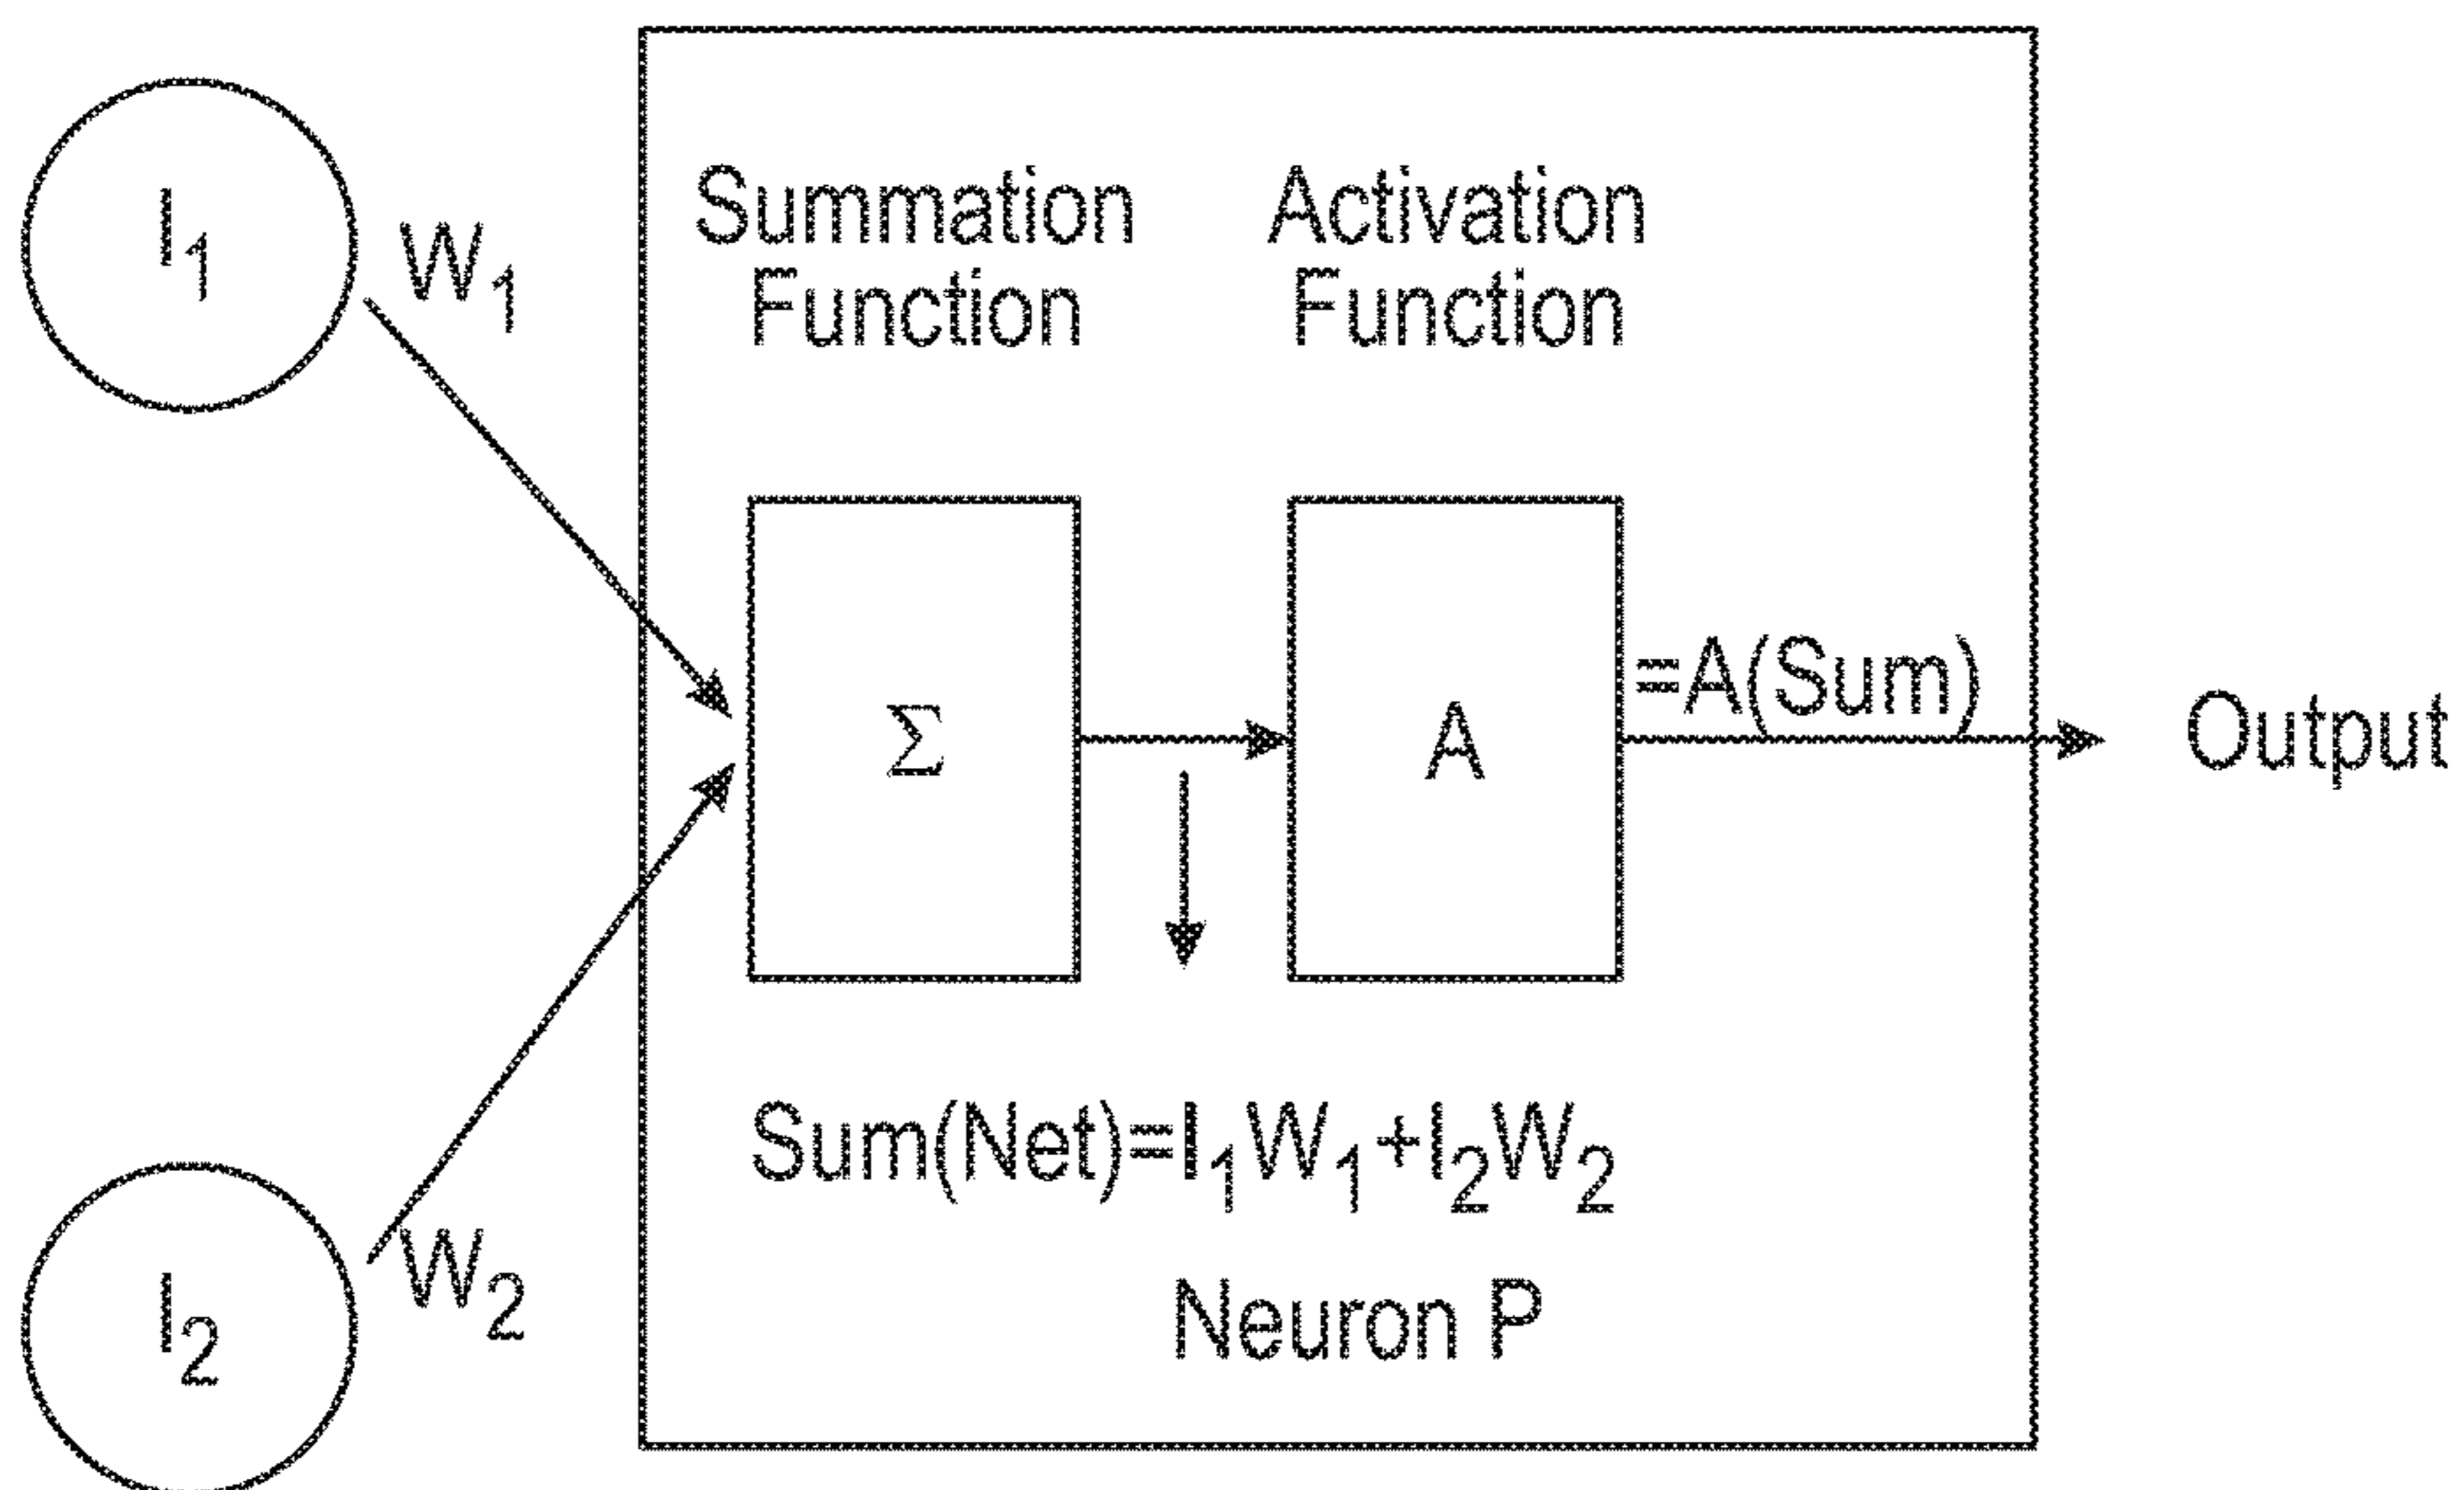 I₁
W₁
Summation
Function
Activation
Function
Σ
A
=A(Sum)
Output
Sum(Net)=I₁W₁+I₂W₂
I₂
W₂
Neuron P